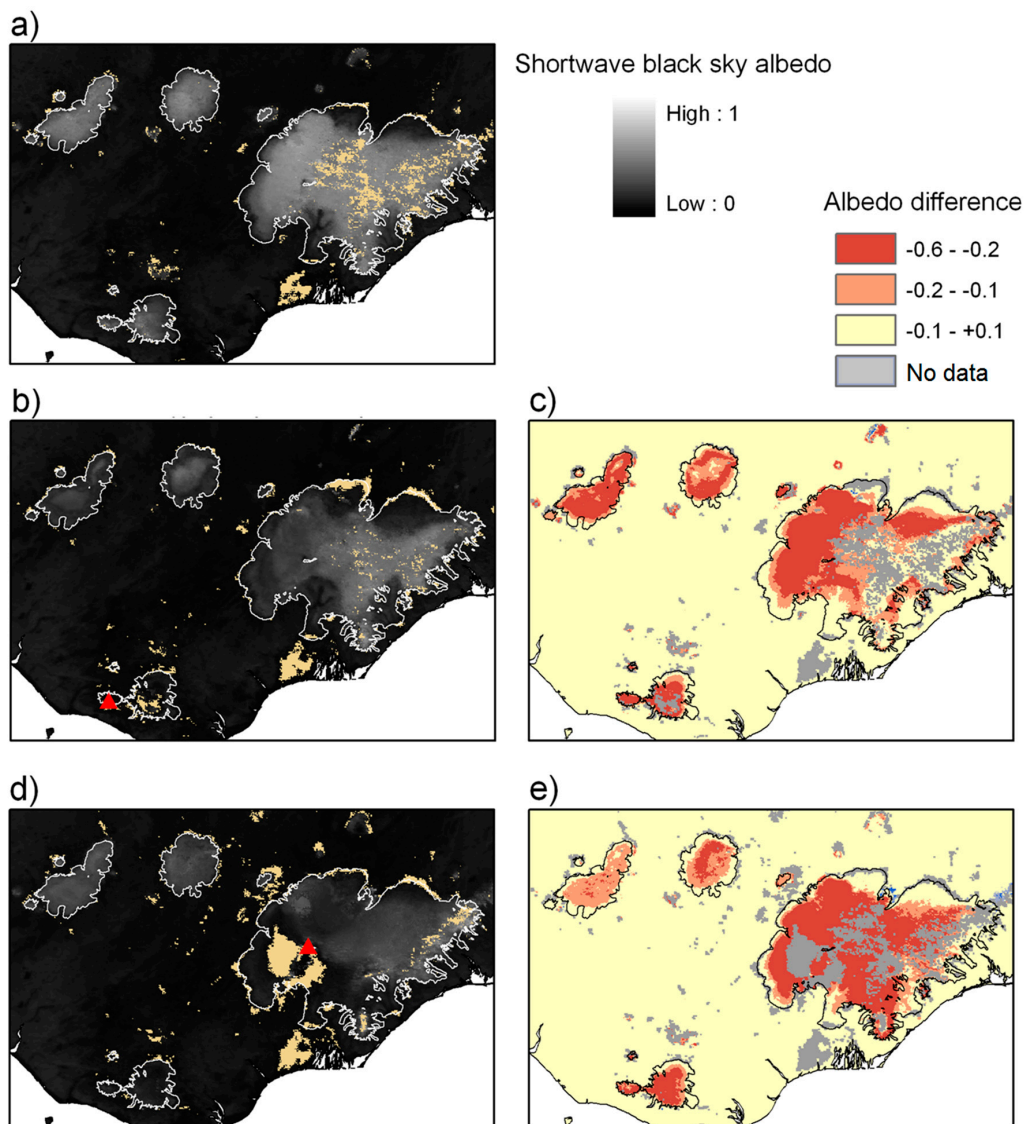 a)
Shortwave black sky albedo
High : 1
Low : 0
Albedo difference
-0.6 - -0.2
-0.2 - -0.1
-0.1 - +0.1
No data
b)
c)
d)
e)